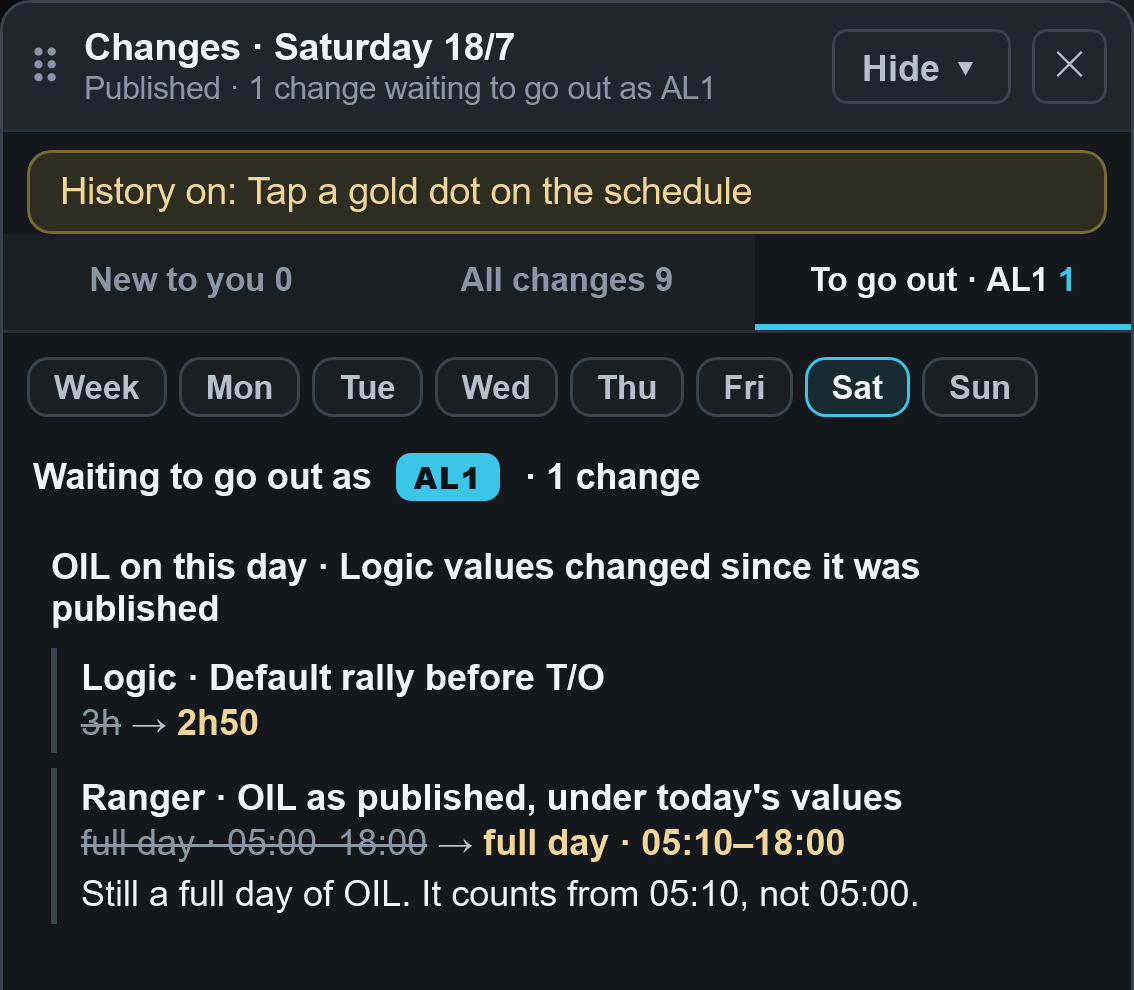 Changes · Saturday 18/7
Published · 1 change waiting to go out as AL1
Hide ▼
History on: Tap a gold dot on the schedule
New to you 0
All changes 9
To go out · AL1 1
Week
Mon
Tue
Wed
Thu
Fri
Sat
Sun
Waiting to go out as AL1 · 1 change
OIL on this day · Logic values changed since it was
published
Logic · Default rally before T/O
3h → 2h50
Ranger · OIL as published, under today's values
full day · 05:00–18:00 → full day · 05:10–18:00
Still a full day of OIL. It counts from 05:10, not 05:00.